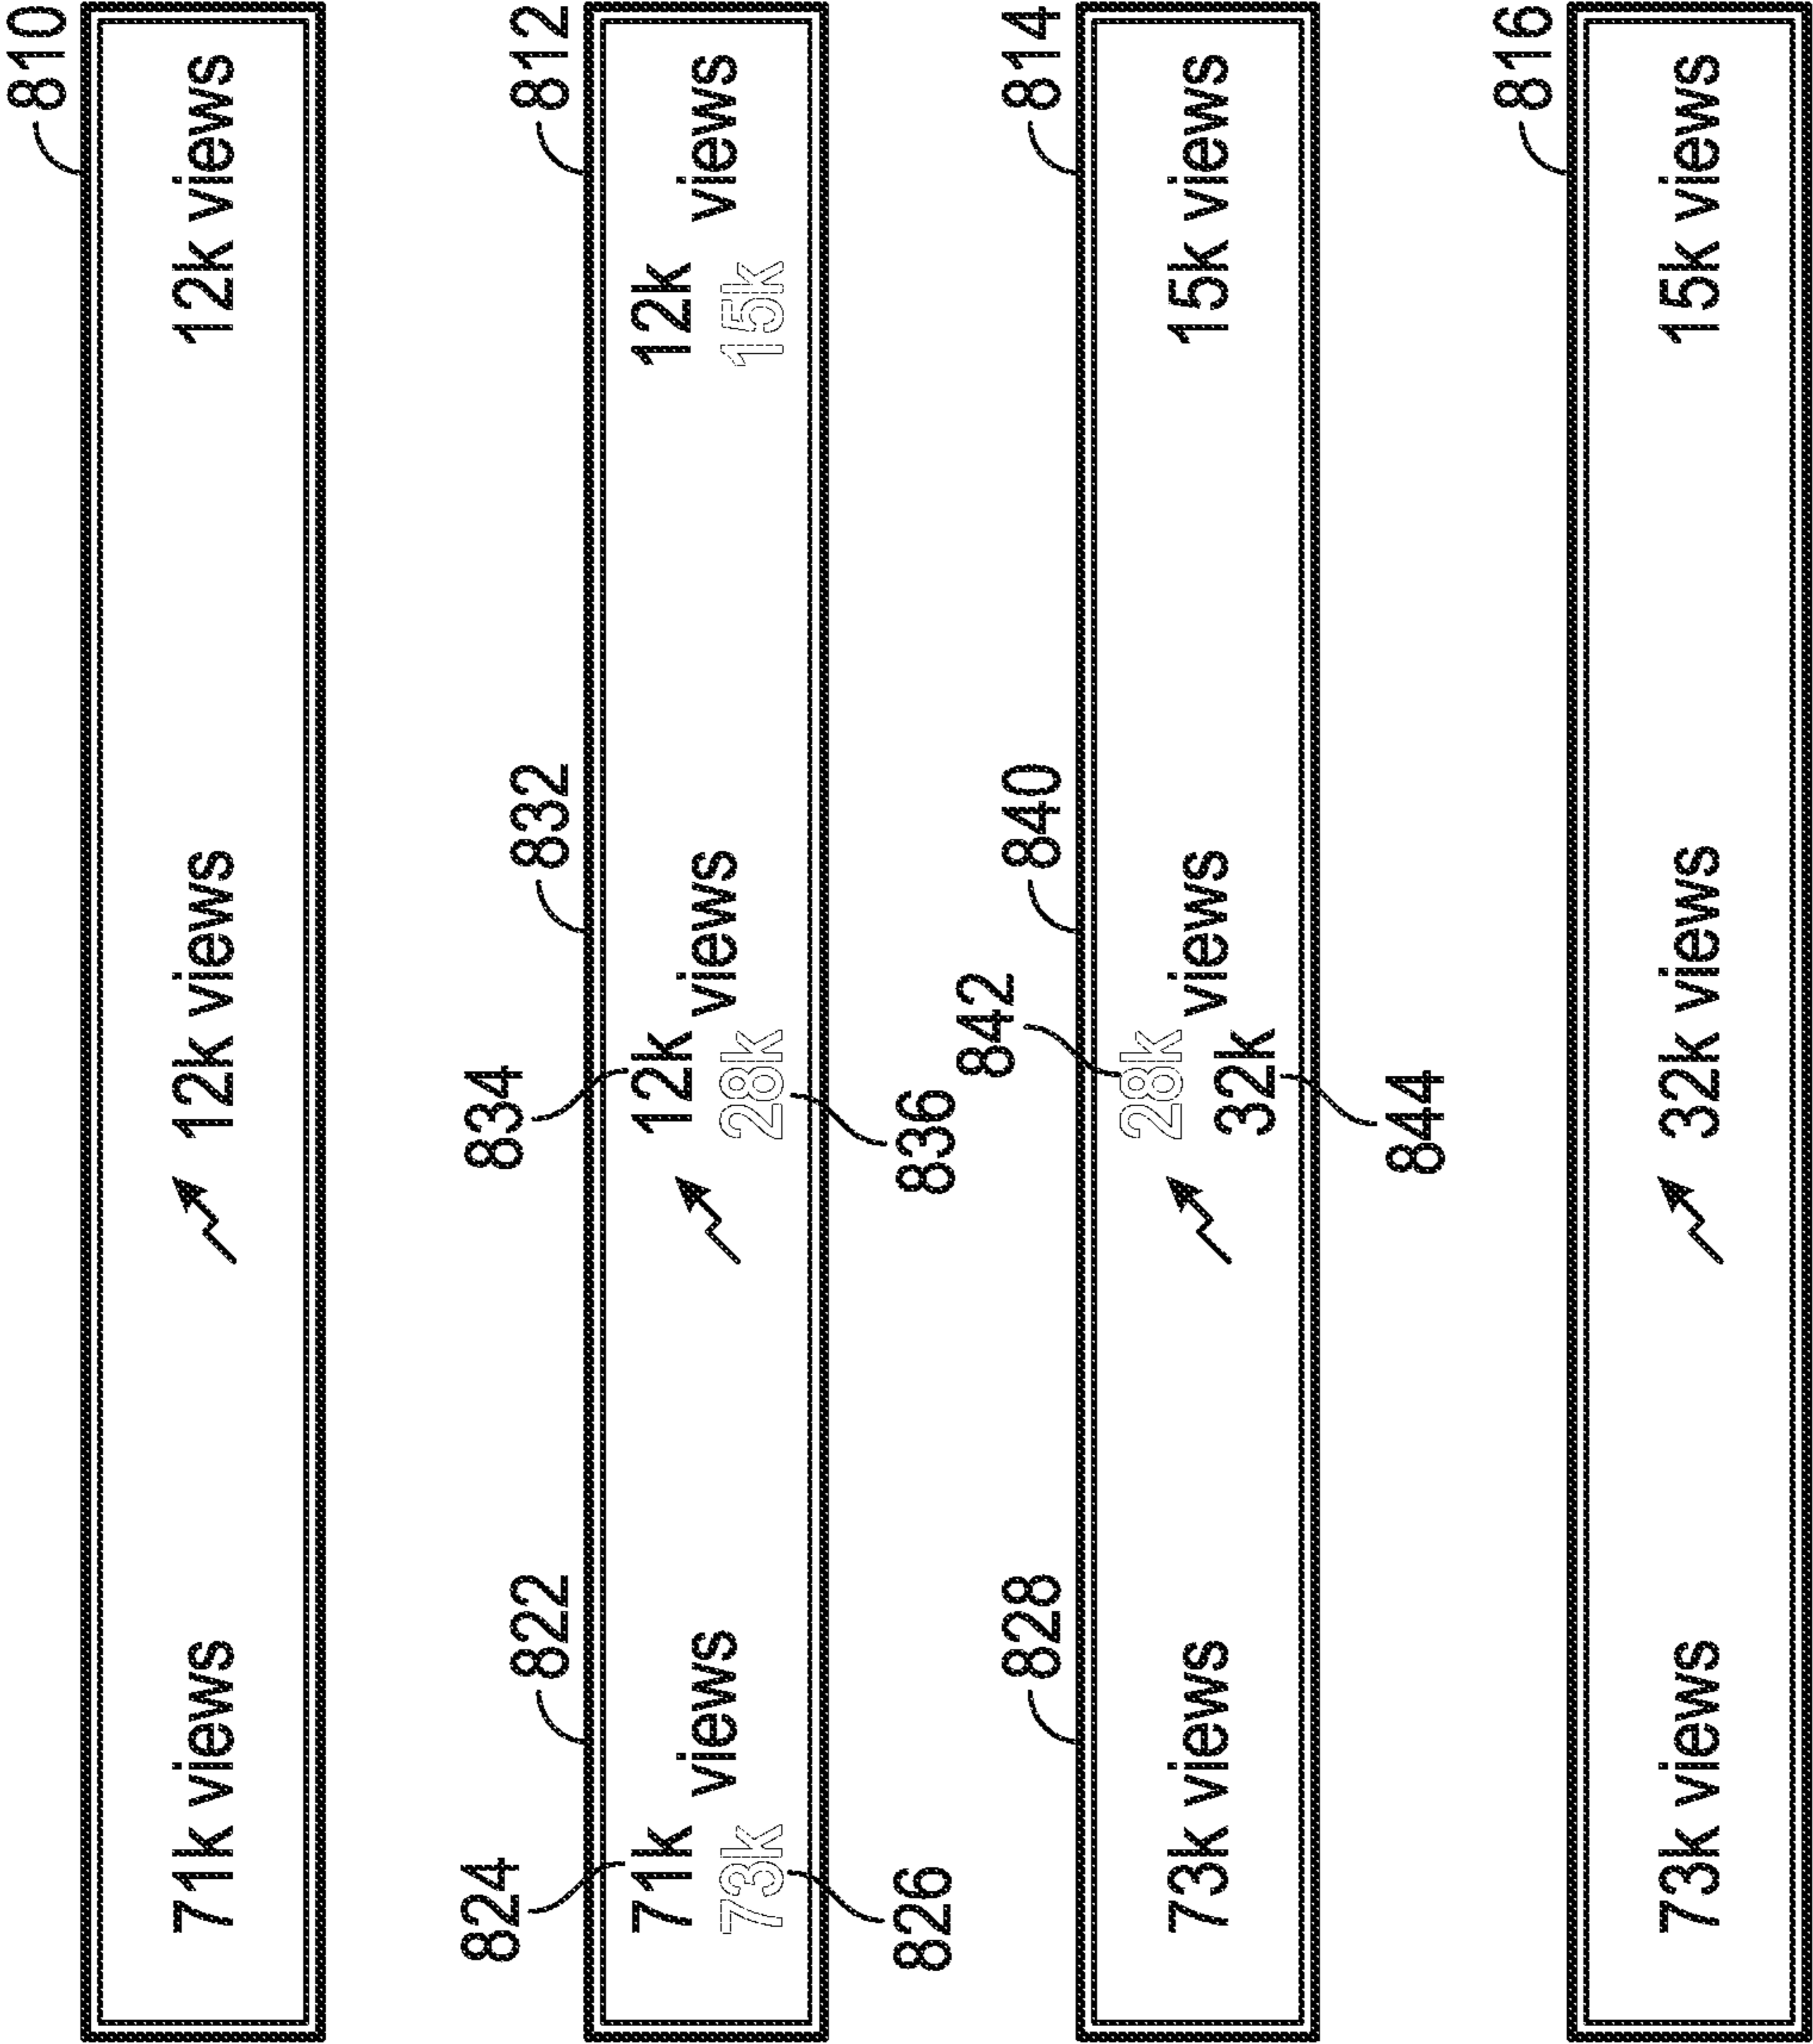 810
71k views 12k views 12k views
824 834
822 832 812
71k 12k 12k
views views views
73k 28k 15k
826 836
842
828 840 814
28k
73k views views 15k views
32k
844
816
73k views 32k views 15k views